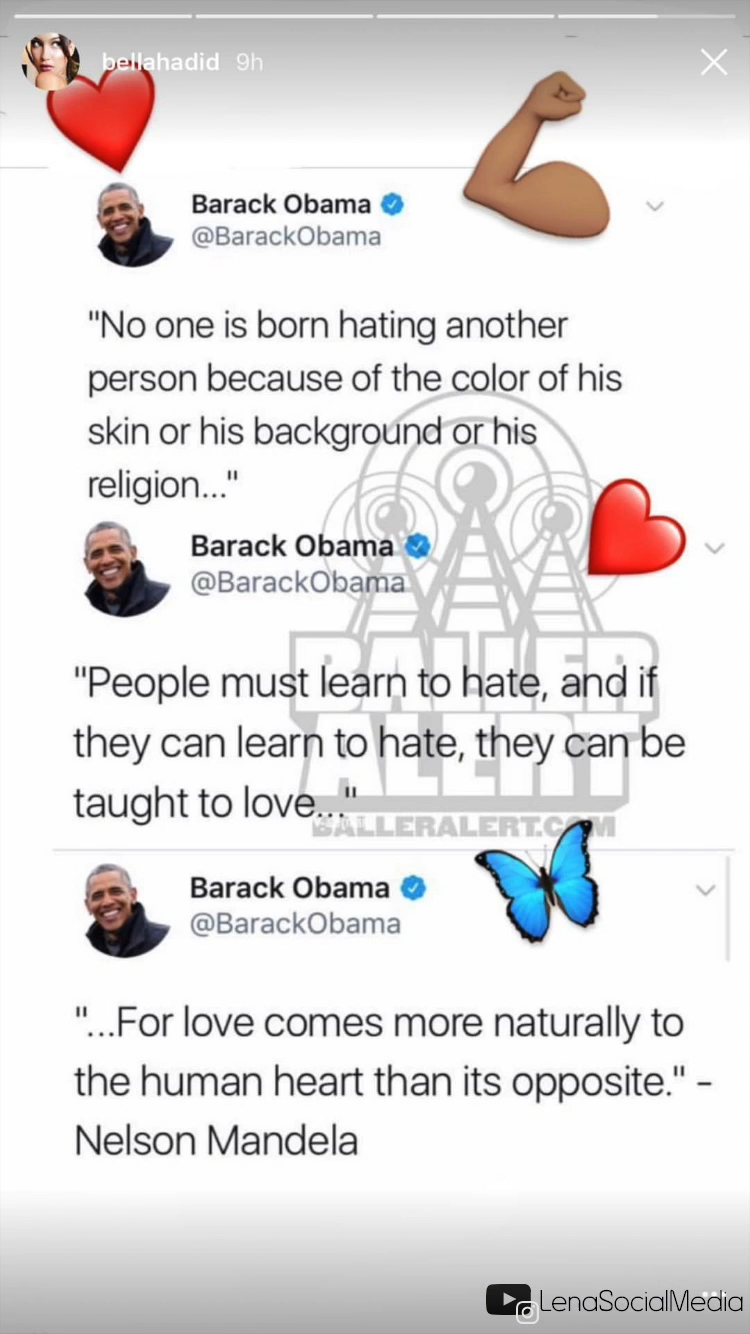 bellahadid 9h
Barack Obama
@BarackObama
"No one is born hating another
person because of the color of his
skin or his background or his
religion..."
Barack Obama
@BarackObama
"People must learn to hate, and if
they can learn to hate, they can be
taught to love..."
BALLER
ALERT
BALLERALERT.COM
Barack Obama
@BarackObama
"...For love comes more naturally to
the human heart than its opposite." -
Nelson Mandela
LenaSocialMedia